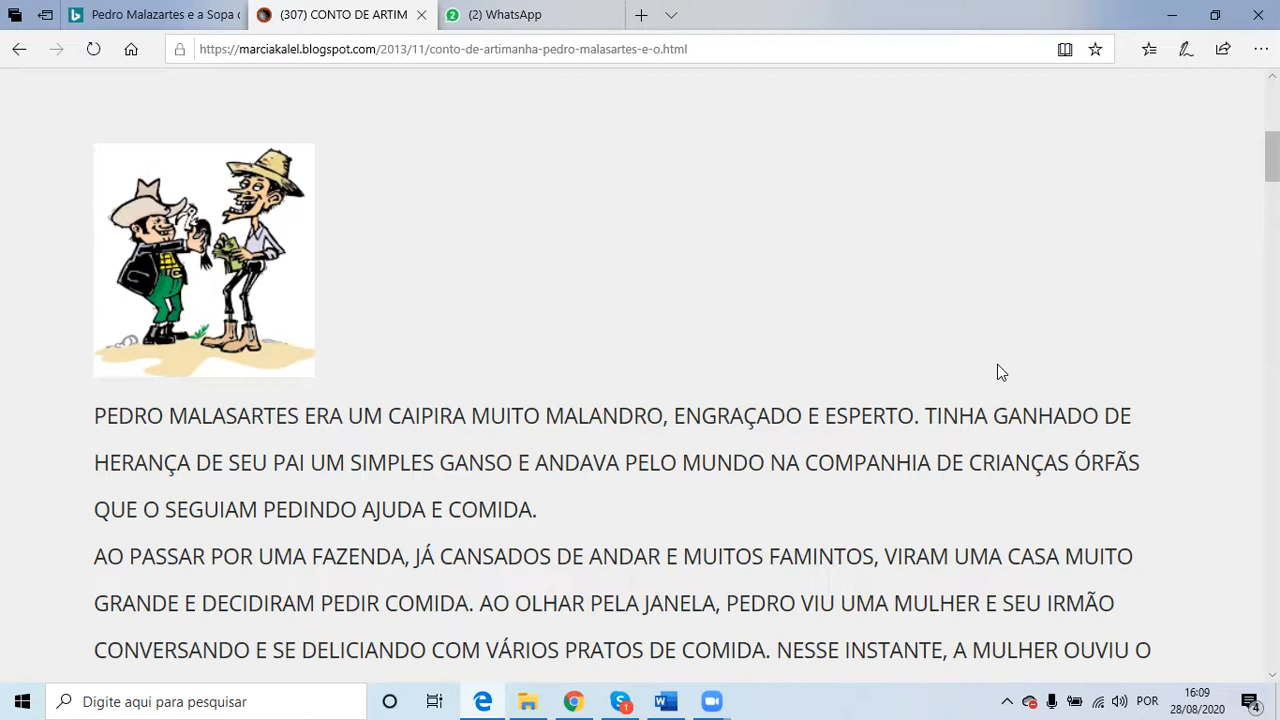 Pedro Malazartes e a Sopa d
(307) CONTO DE ARTIM
(2) WhatsApp
https://marciakalel.blogspot.com/2013/11/conto-de-artimanha-pedro-malasartes-e-o.html
PEDRO MALASARTES ERA UM CAIPIRA MUITO MALANDRO, ENGRAÇADO E ESPERTO. TINHA GANHADO DE
HERANÇA DE SEU PAI UM SIMPLES GANSO E ANDAVA PELO MUNDO NA COMPANHIA DE CRIANÇAS ÓRFÃS
QUE O SEGUIAM PEDINDO AJUDA E COMIDA.
AO PASSAR POR UMA FAZENDA, JÁ CANSADOS DE ANDAR E MUITOS FAMINTOS, VIRAM UMA CASA MUITO
GRANDE E DECIDIRAM PEDIR COMIDA. AO OLHAR PELA JANELA, PEDRO VIU UMA MULHER E SEU IRMÃO
CONVERSANDO E SE DELICIANDO COM VÁRIOS PRATOS DE COMIDA. NESSE INSTANTE, A MULHER OUVIU O
Digite aqui para pesquisar
POR
16:09
28/08/2020
4